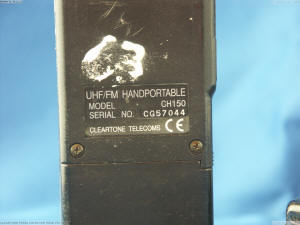 UHF/FM HANDPORTABLE
MODEL CH150
SERIAL NO. CG57044
CLEARTONE TELECOMS CE